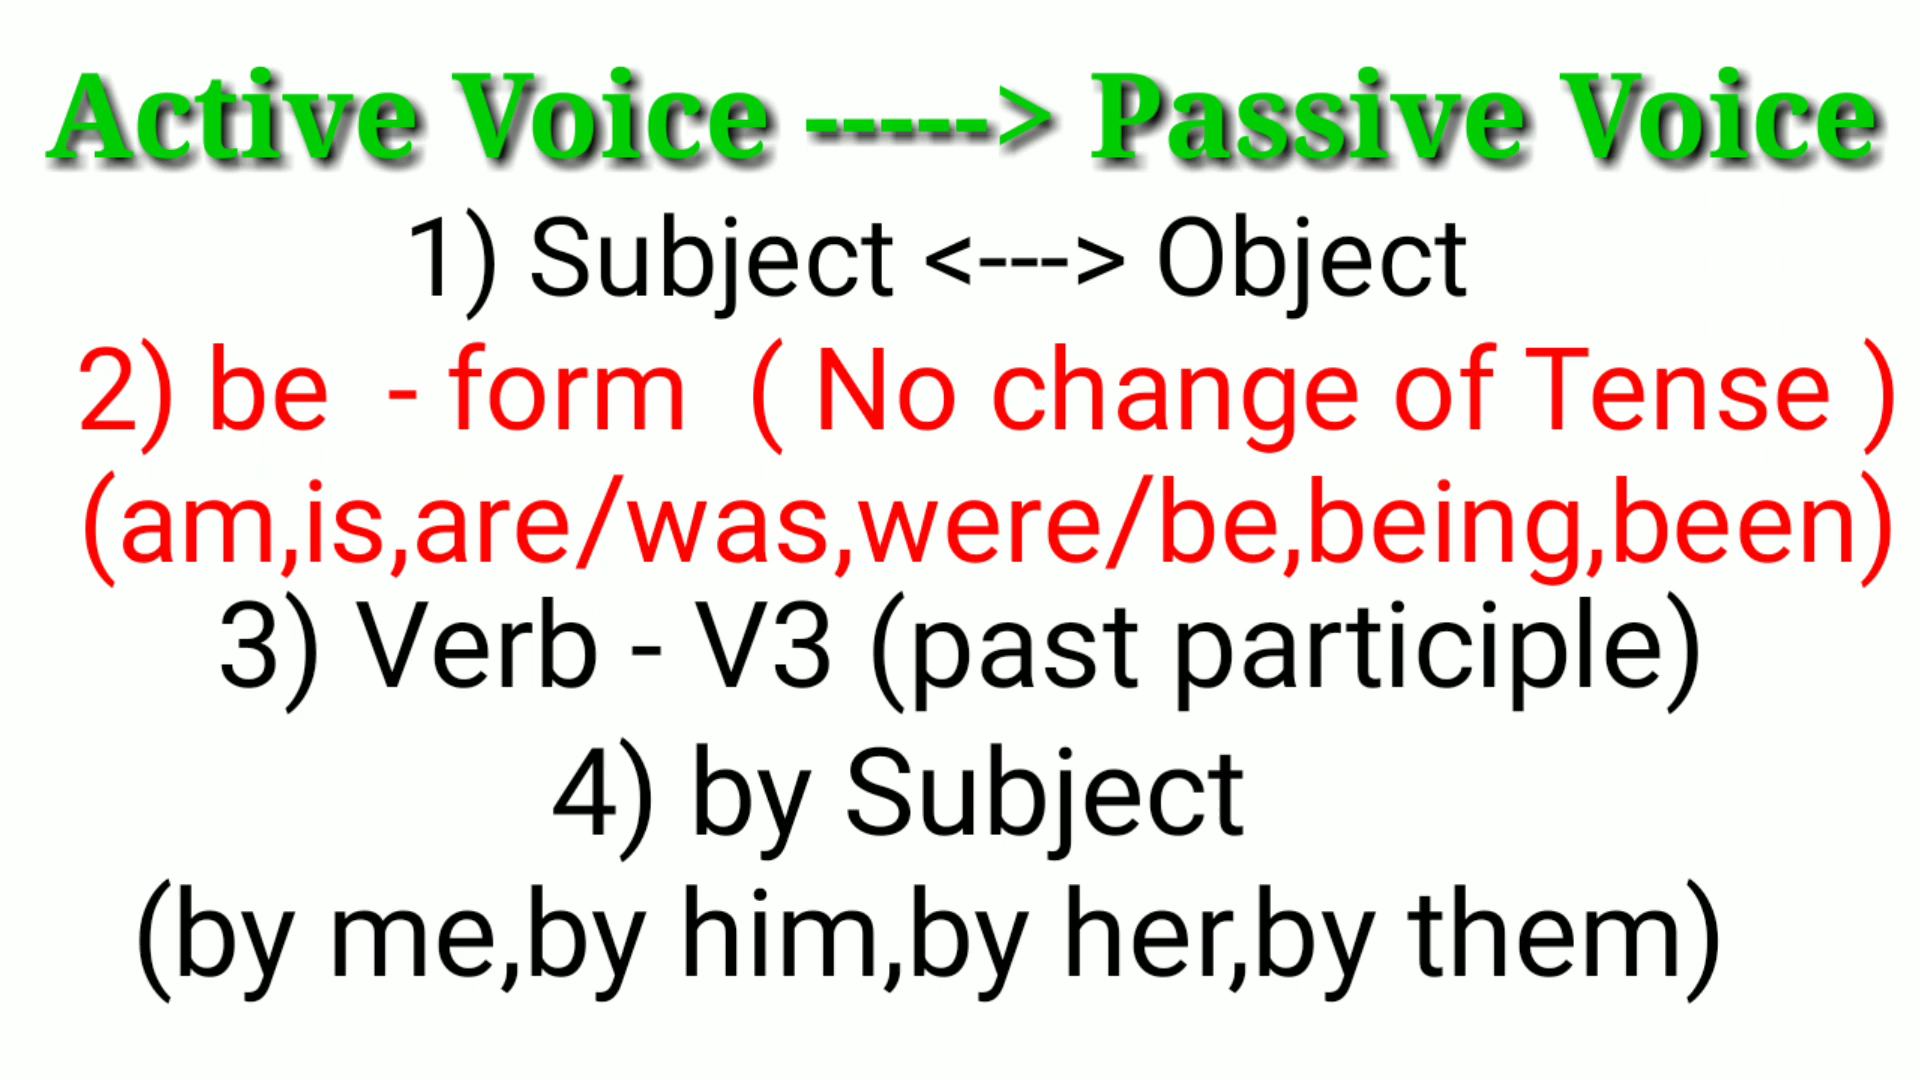 Active Voice -----> Passive Voice
1) Subject <---> Object
2) be - form ( No change of Tense )
(am,is,are/was,were/be,being,been)
3) Verb - V3 (past participle)
4) by Subject
(by me,by him,by her,by them)